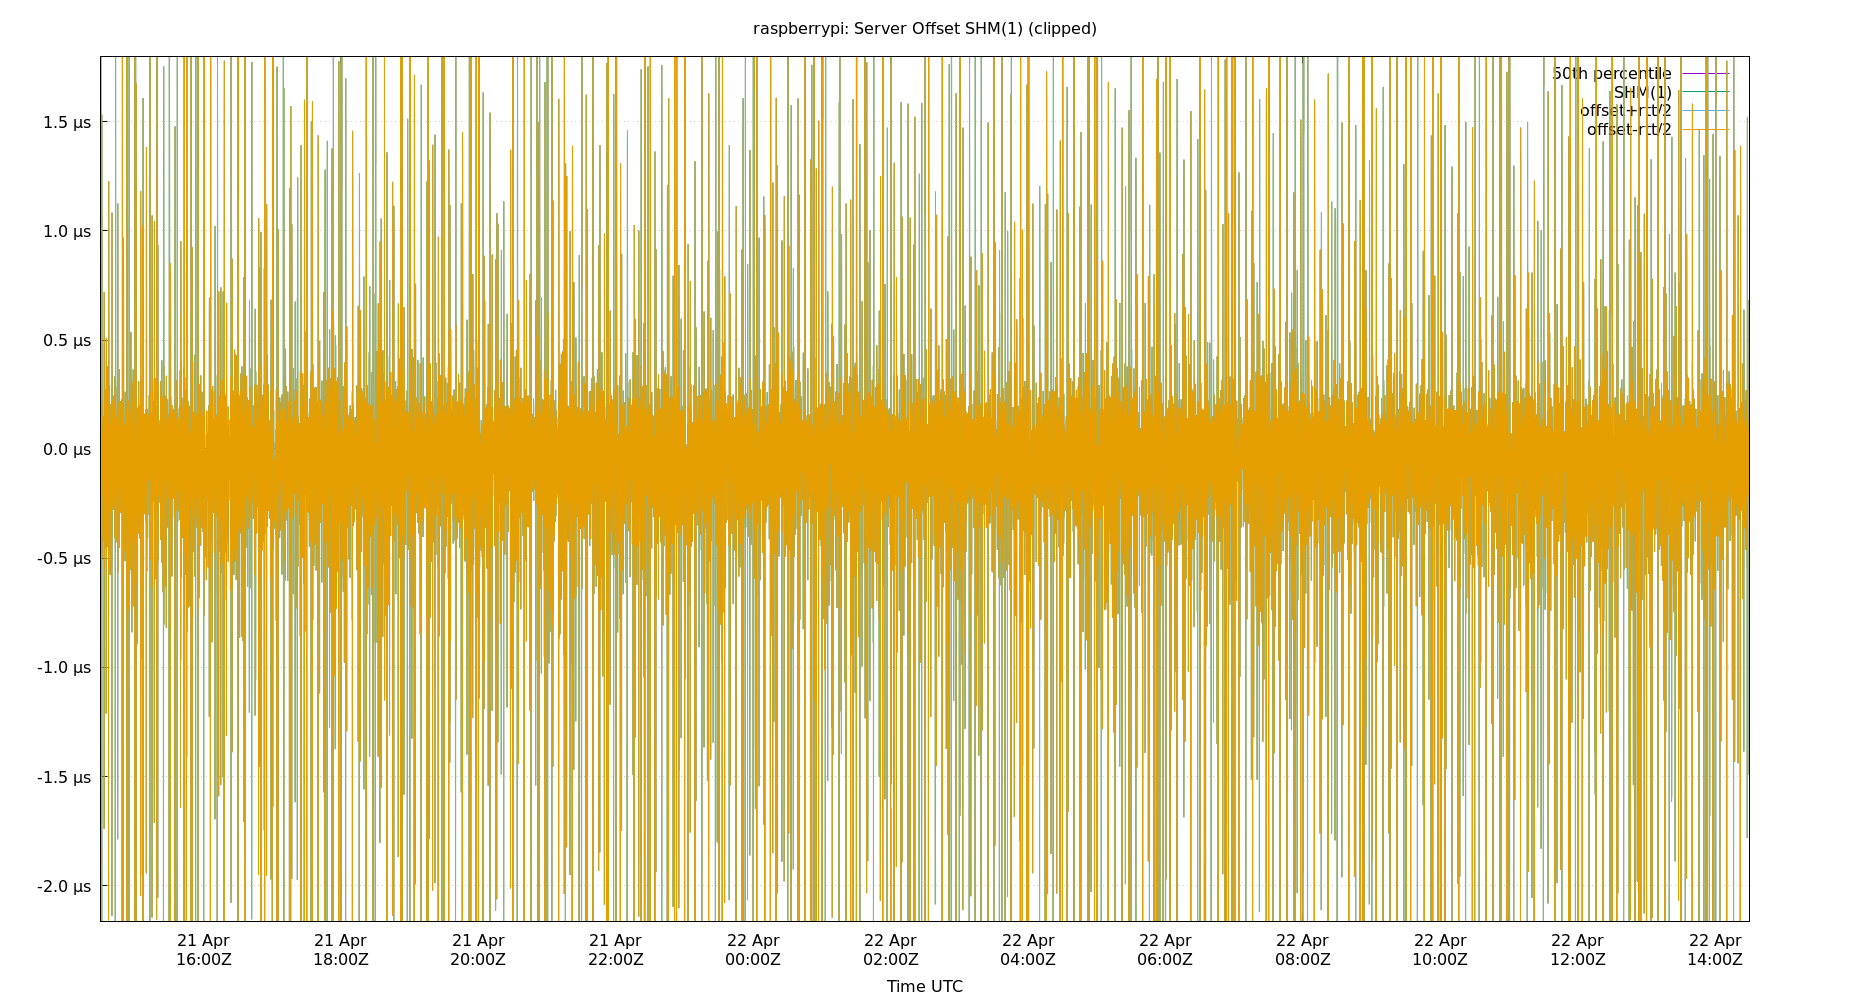 raspberrypi: Server Offset SHM(1) (clipped)
50th percentile
SHM(1)
offset+rtt/2
offset-rtt/2
1.5 µs
1.0 µs
0.5 µs
0.0 µs
-0.5 µs
-1.0 µs
-1.5 µs
-2.0 µs
21 Apr 21 Apr 21 Apr 21 Apr 22 Apr 22 Apr 22 Apr 22 Apr 22 Apr 22 Apr 22 Apr 22 Apr
16:00Z 18:00Z 20:00Z 22:00Z 00:00Z 02:00Z 04:00Z 06:00Z 08:00Z 10:00Z 12:00Z 14:00Z
Time UTC